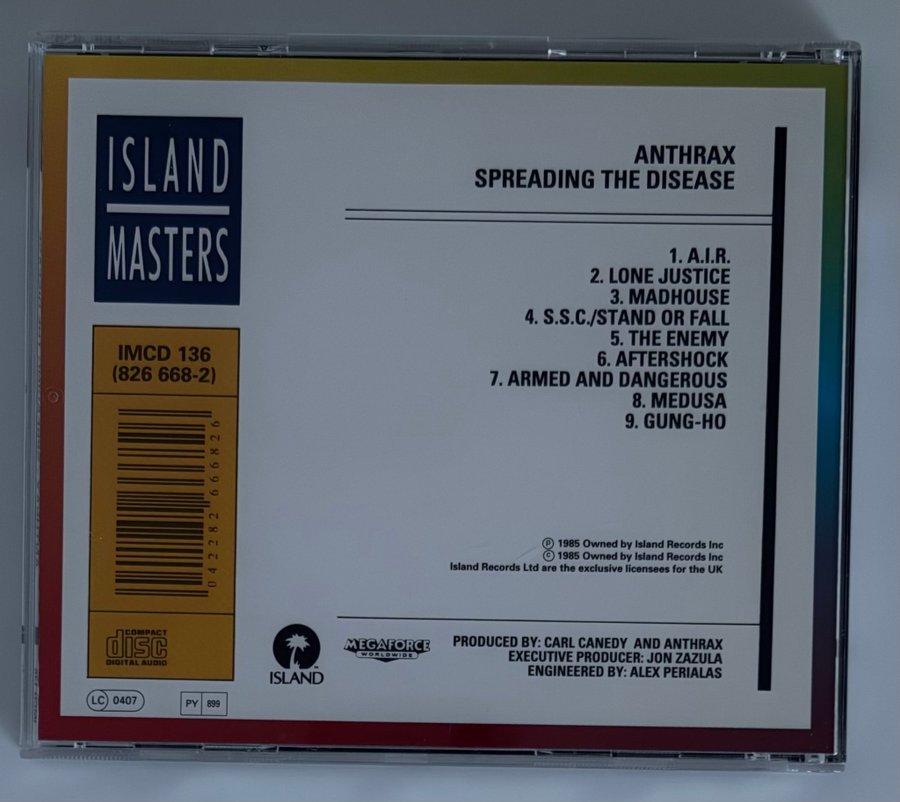 ISLAND
MASTERS
IMCD 136
(826 668-2)
042282666826
COMPACT
disc
DIGITAL AUDIO
LC 0407
PY 899
ANTHRAX
SPREADING THE DISEASE
1. A.I.R.
2. LONE JUSTICE
3. MADHOUSE
4. S.S.C./STAND OR FALL
5. THE ENEMY
6. AFTERSHOCK
7. ARMED AND DANGEROUS
8. MEDUSA
9. GUNG-HO
℗ 1985 Owned by Island Records Inc
© 1985 Owned by Island Records Inc
Island Records Ltd are the exclusive licensees for the UK
ISLAND
MEGAFORCE
WORLDWIDE
PRODUCED BY: CARL CANEDY AND ANTHRAX
EXECUTIVE PRODUCER: JON ZAZULA
ENGINEERED BY: ALEX PERIALAS